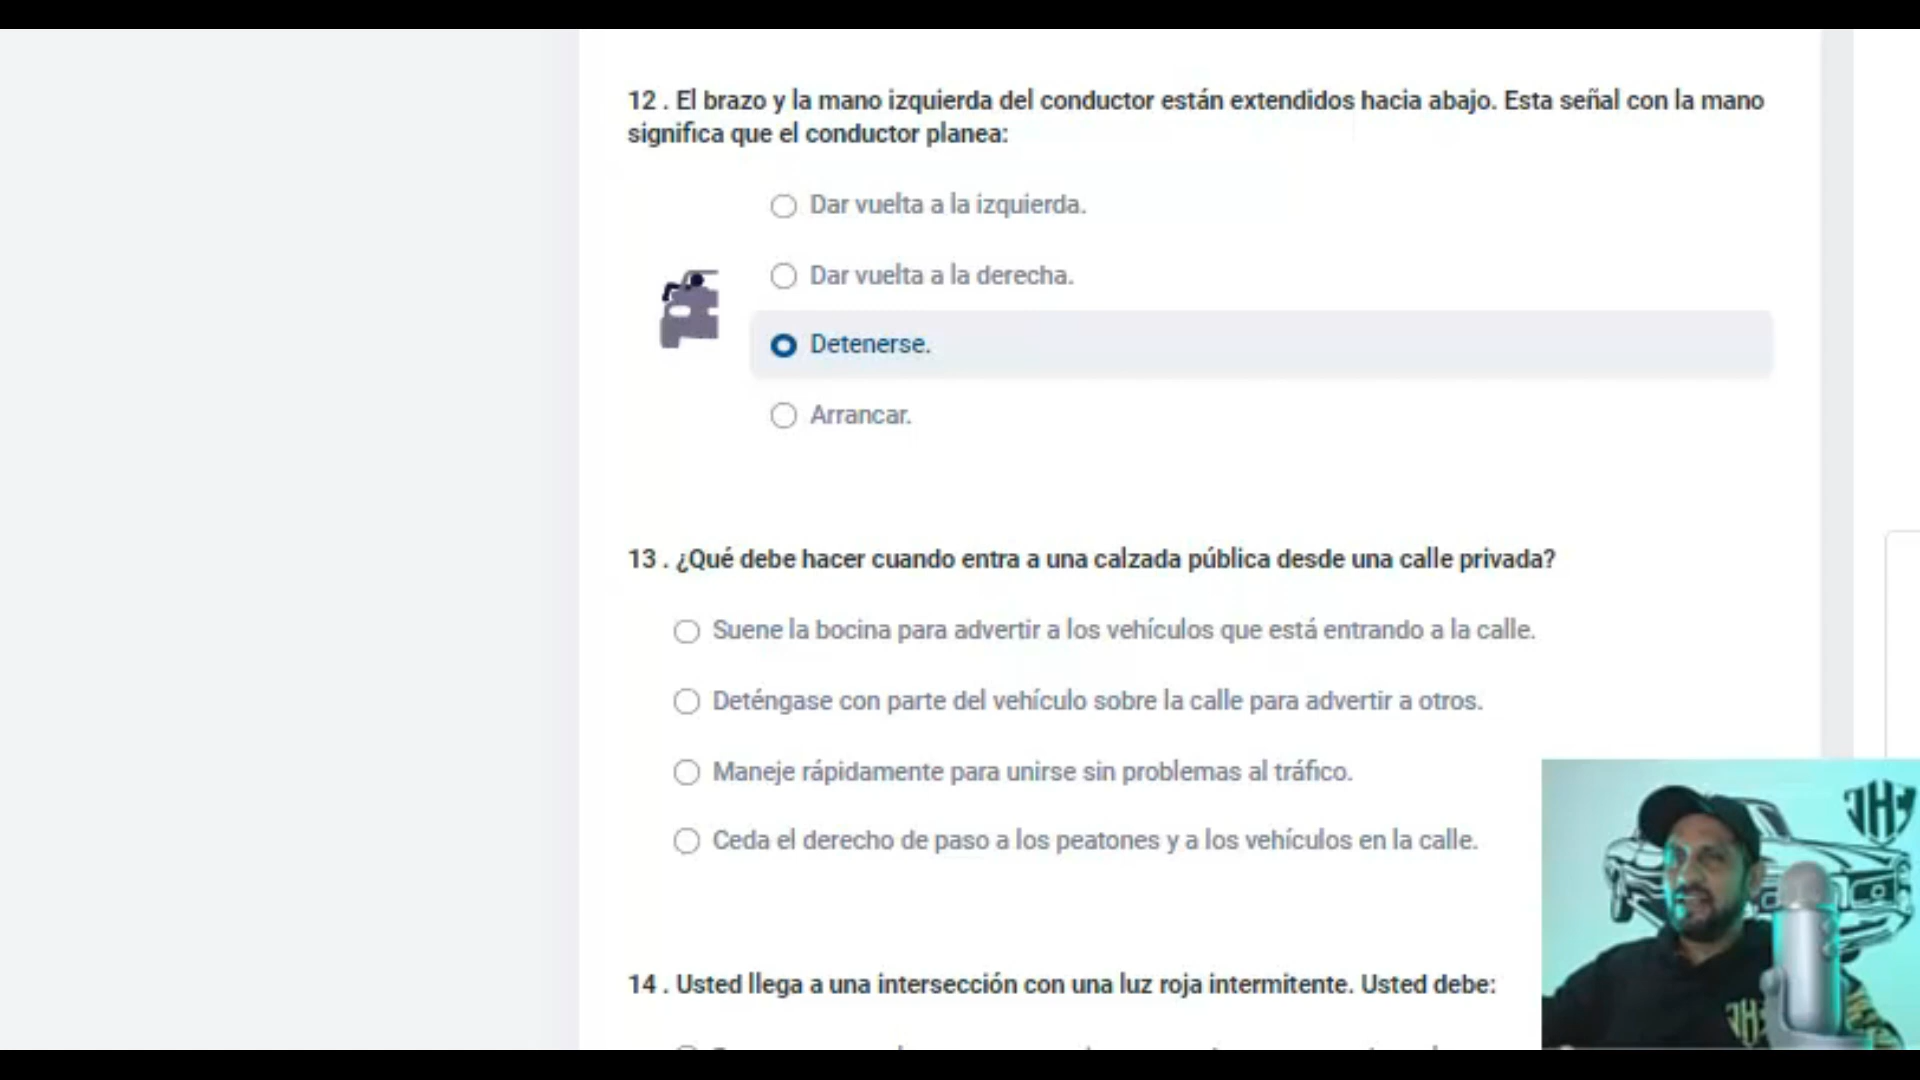 12 . El brazo y la mano izquierda del conductor están extendidos hacia abajo. Esta señal con la mano
significa que el conductor planea:
Dar vuelta a la izquierda.
Dar vuelta a la derecha.
Detenerse.
Arrancar.
13 . ¿Qué debe hacer cuando entra a una calzada pública desde una calle privada?
Suene la bocina para advertir a los vehículos que está entrando a la calle.
Deténgase con parte del vehículo sobre la calle para advertir a otros.
Maneje rápidamente para unirse sin problemas al tráfico.
Ceda el derecho de paso a los peatones y a los vehículos en la calle.
14 . Usted llega a una intersección con una luz roja intermitente. Usted debe: